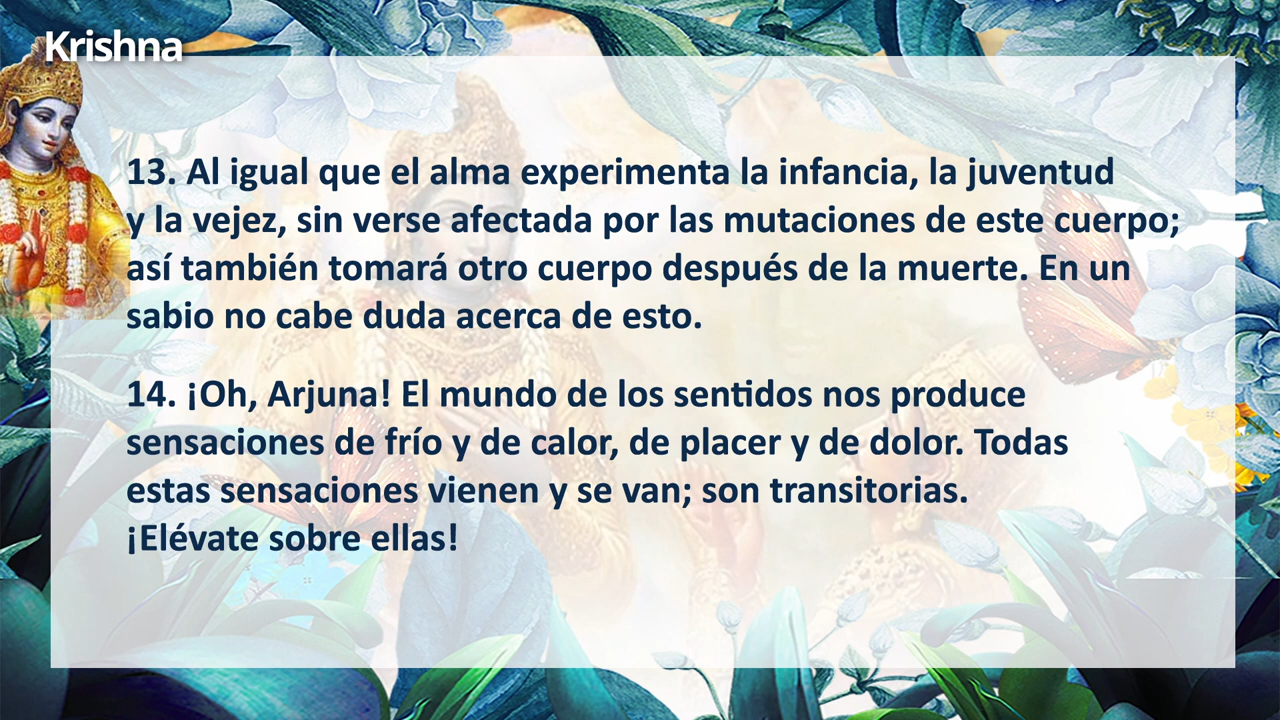 Krishna
13. Al igual que el alma experimenta la infancia, la juventud
y la vejez, sin verse afectada por las mutaciones de este cuerpo;
así también tomará otro cuerpo después de la muerte. En un
sabio no cabe duda acerca de esto.
14. ¡Oh, Arjuna! El mundo de los sentidos nos produce
sensaciones de frío y de calor, de placer y de dolor. Todas
estas sensaciones vienen y se van; son transitorias.
¡Elévate sobre ellas!